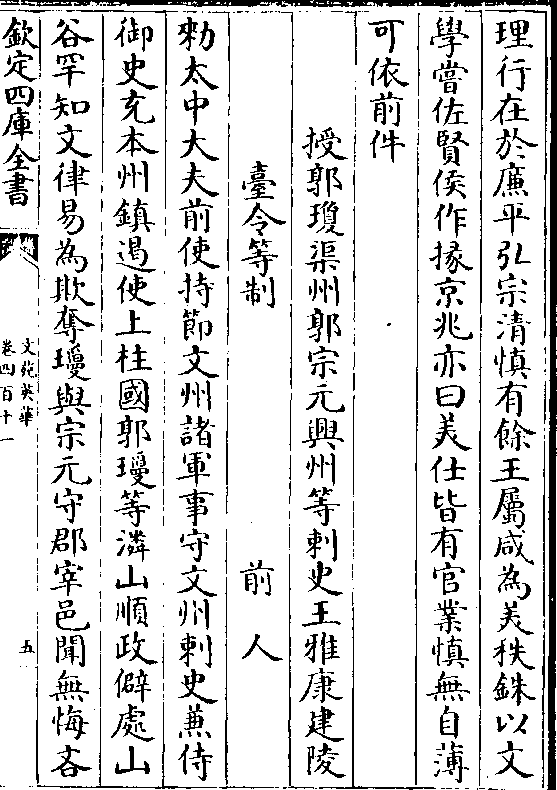 理行在於廉平弘宗清慎有餘王屬咸為美秩銖以文
學嘗佐賢侯作掾京兆亦曰美仕皆有官業慎無自薄
可依前件
授郭瓊渠州郭宗元興州等刺史王雅康建陵
臺令等制 前人
勑太中大夫前使持節文州諸軍事守文州刺史兼侍
御史充本州鎮遏使上柱國郭瓊等潾山順政僻處山
谷罕知文律易為欺奪瓊與宗元守郡宰邑聞無悔吝
欽定四庫全書
文苑英華
卷四百十一
五